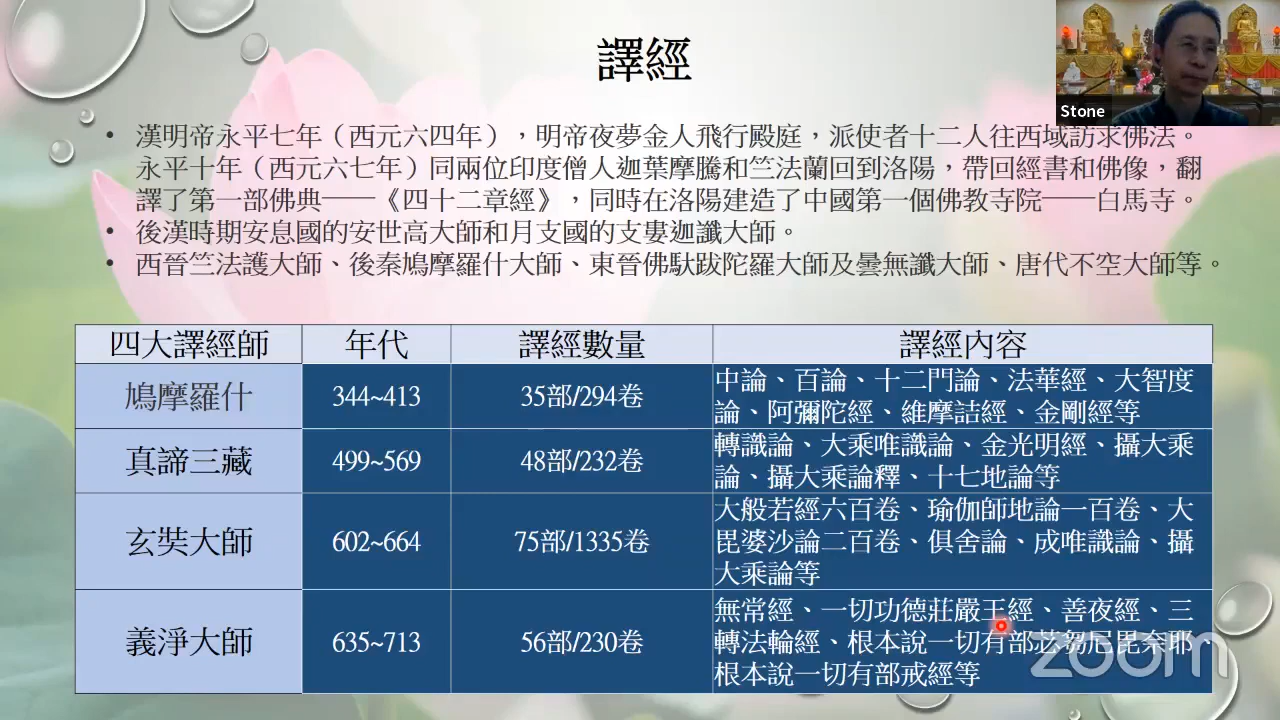 譯經
Stone
• 漢明帝永平七年（西元六四年），明帝夜夢金人飛行殿庭，派使者十二人往西域訪求佛法。
永平十年（西元六七年）同兩位印度僧人迦葉摩騰和竺法蘭回到洛陽，帶回經書和佛像，翻
譯了第一部佛典——《四十二章經》，同時在洛陽建造了中國第一個佛教寺院——白馬寺。
• 後漢時期安息國的安世高大師和月支國的支婁迦讖大師。
• 西晉竺法護大師、後秦鳩摩羅什大師、東晉佛馱跋陀羅大師及曇無讖大師、唐代不空大師等。
四大譯經師 年代 譯經數量 譯經內容
鳩摩羅什 344~413 35部/294卷 中論、百論、十二門論、法華經、大智度
論、阿彌陀經、維摩詰經、金剛經等
真諦三藏 499~569 48部/232卷 轉識論、大乘唯識論、金光明經、攝大乘
論、攝大乘論釋、十七地論等
玄奘大師 602~664 75部/1335卷 大般若經六百卷、瑜伽師地論一百卷、大
毘婆沙論二百卷、俱舍論、成唯識論、攝
大乘論等
義淨大師 635~713 56部/230卷 無常經、一切功德莊嚴王經、善夜經、三
轉法輪經、根本說一切有部苾芻尼毘奈耶、
根本說一切有部戒經等
zoom